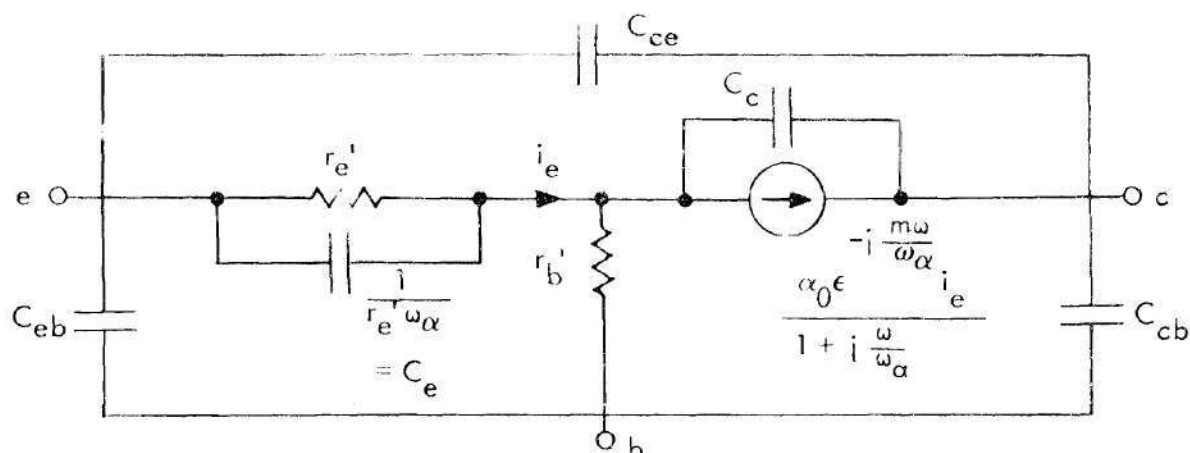 C_ce
C_c
r_e'
i_e
e
c
r_b'
-j mω/ω_α
1/(r_e' ω_α)
α_0 ε i_e / (1 + j ω/ω_α)
C_eb
C_cb
= C_e
b